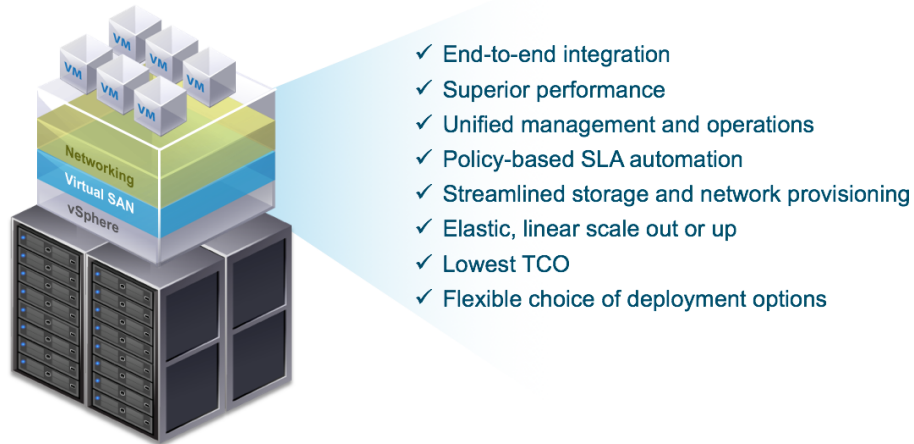 VM
VM
VM
VM
VM
VM
Networking
Virtual SAN
vSphere
✓ End-to-end integration
✓ Superior performance
✓ Unified management and operations
✓ Policy-based SLA automation
✓ Streamlined storage and network provisioning
✓ Elastic, linear scale out or up
✓ Lowest TCO
✓ Flexible choice of deployment options